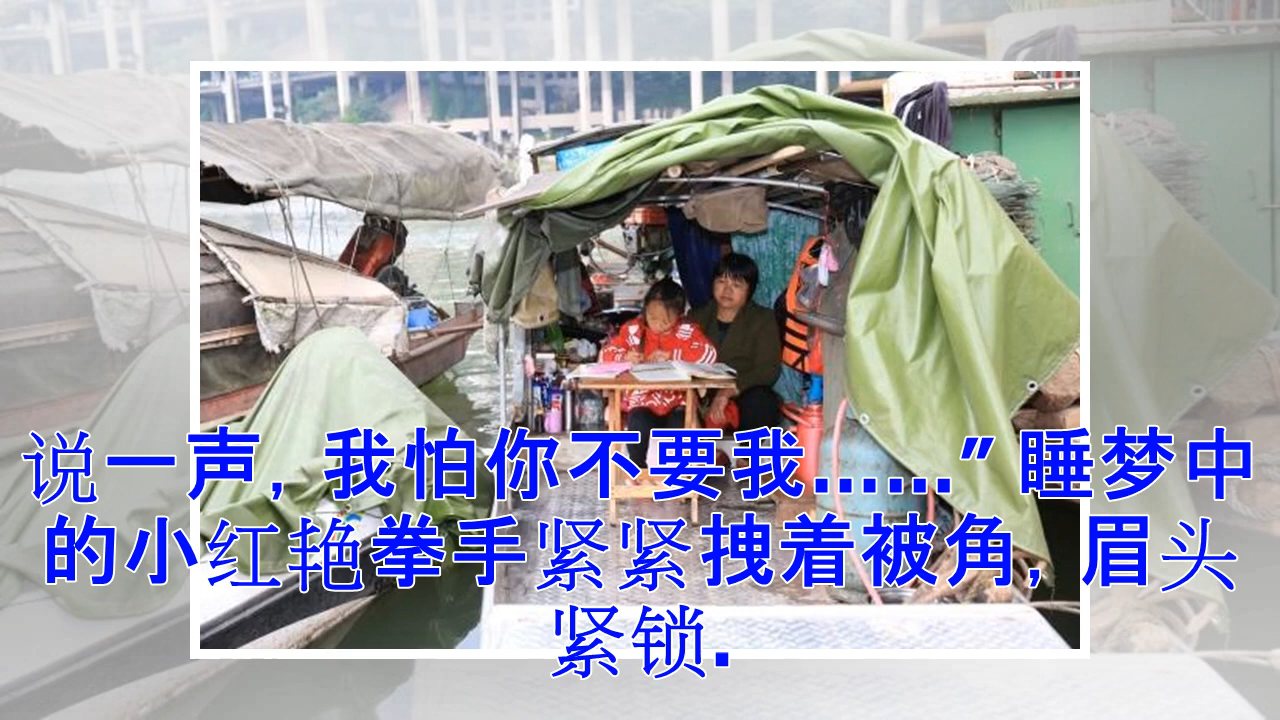 说一声, 我怕你不要我......” 睡梦中
的小红艳拳手紧紧拽着被角, 眉头
紧锁.